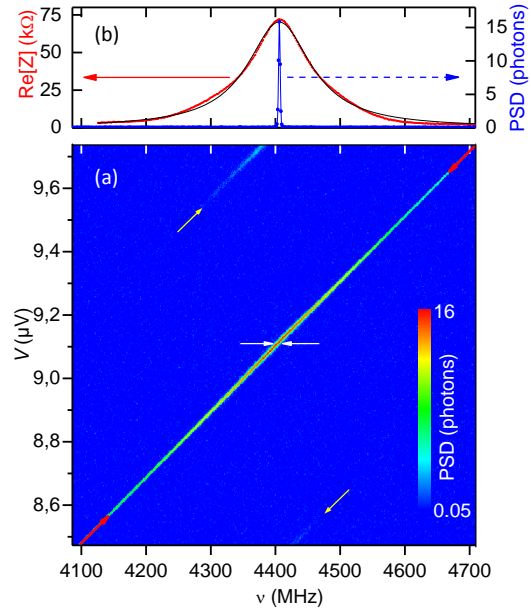 (b)
Re[Z] (kΩ)
75
50
25
0
15
10
5
0
PSD (photons)
(a)
V (µV)
9,6
9,4
9,2
9,0
8,8
8,6
16
PSD (photons)
0.05
4100 4200 4300 4400 4500 4600 4700
ν (MHz)